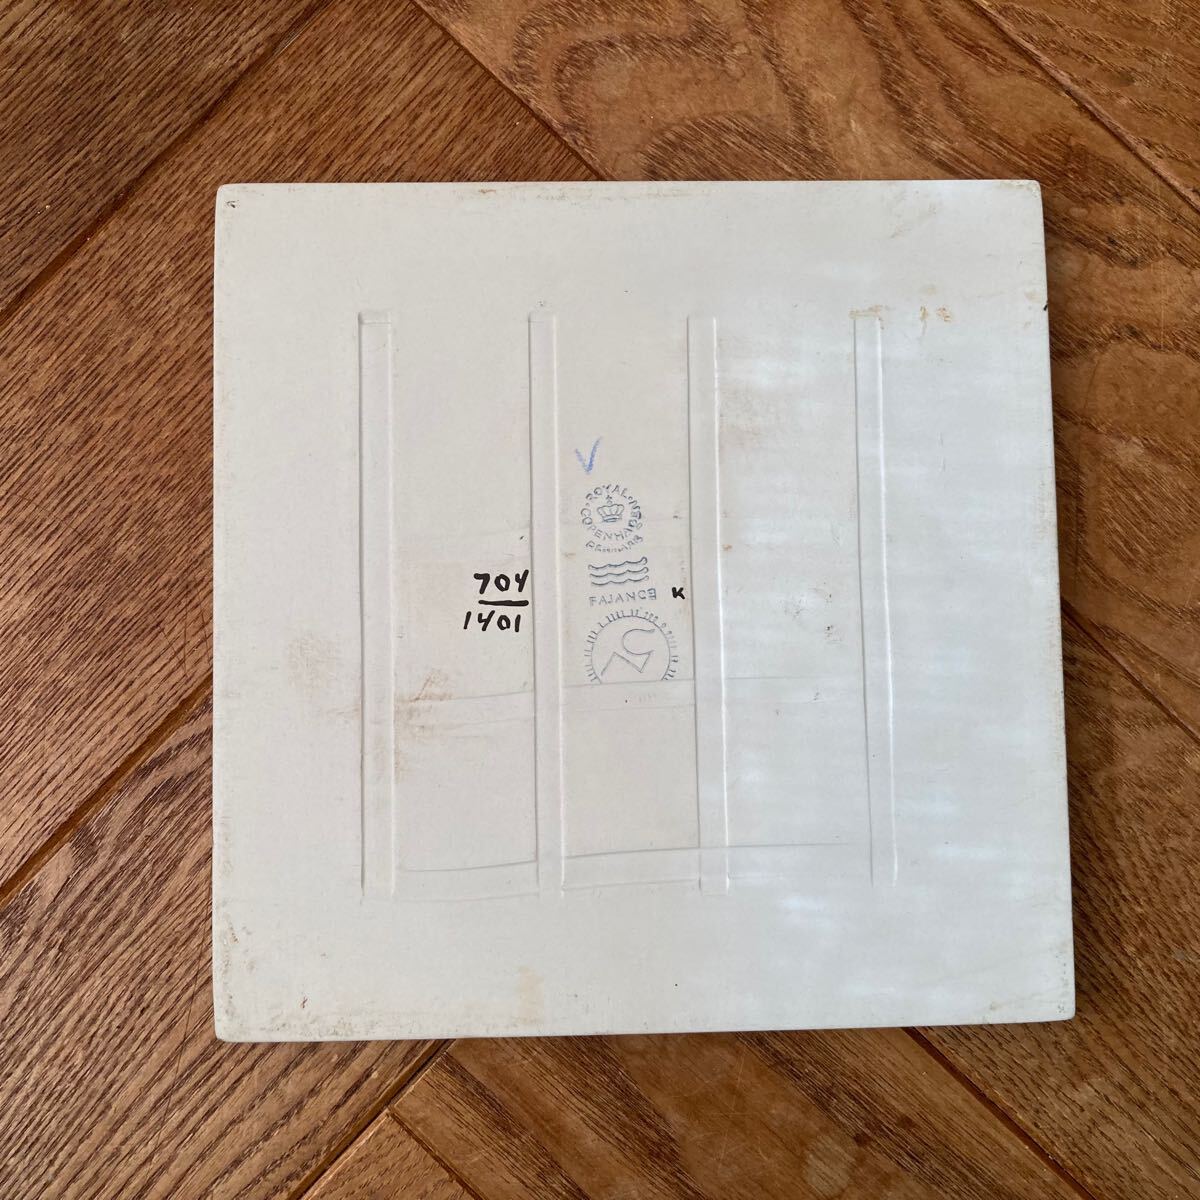 ROYAL COPENHAGEN
DENMARK
FAJANCE
K
704
1401